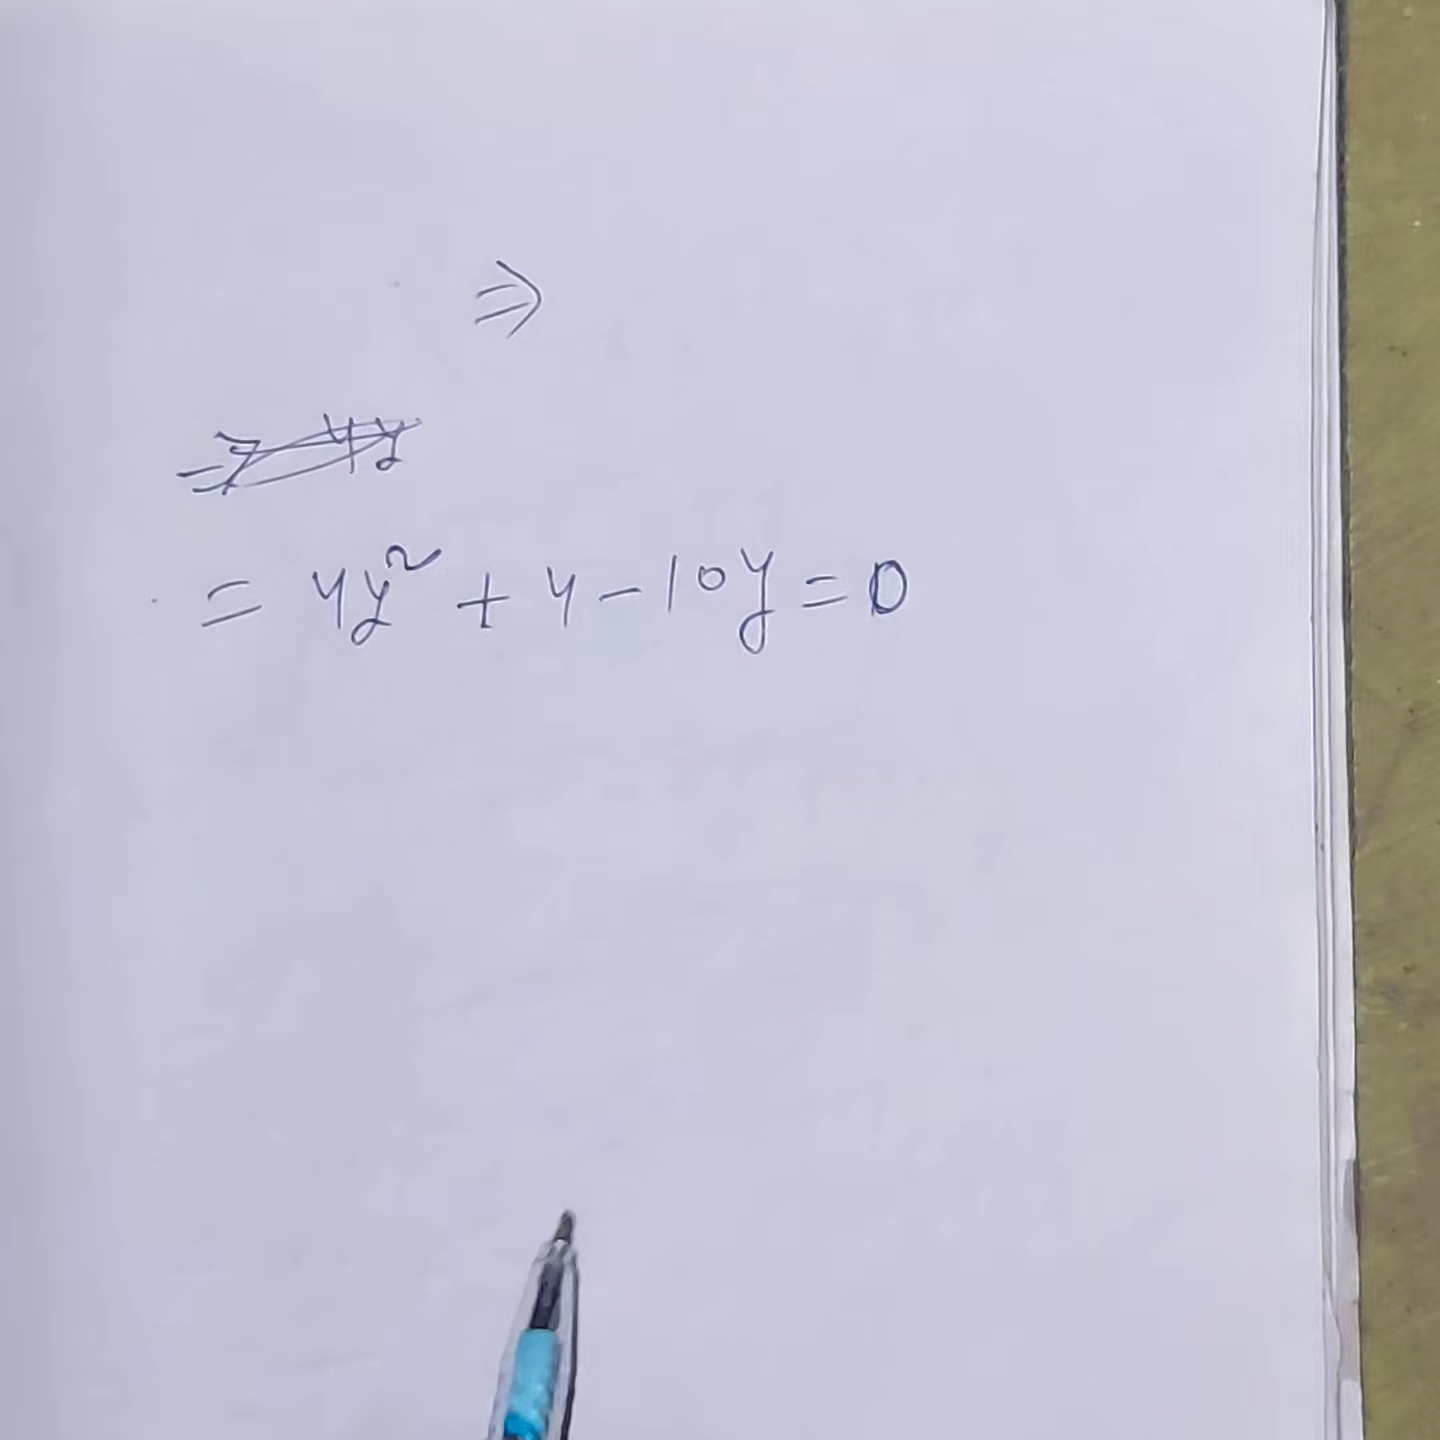 ⇒
= 4y² + 4 - 10y = 0